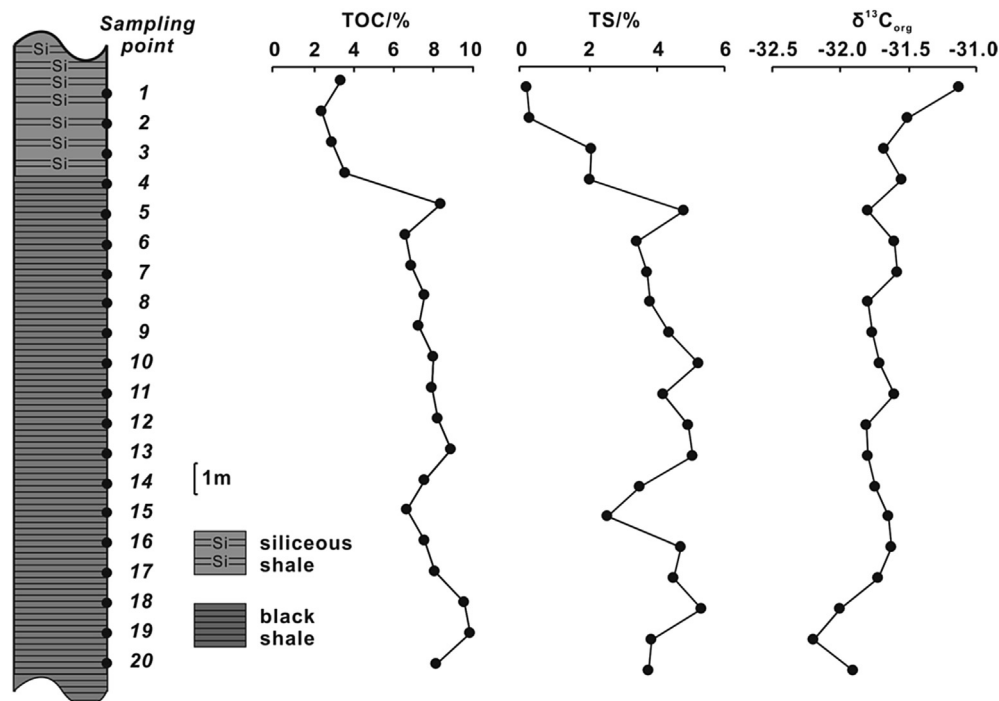 Sampling
point
TOC/%
TS/%
δ¹³Corg
0 2 4 6 8 10
0 2 4 6
-32.5 -32.0 -31.5 -31.0
Si
Si
Si
Si
Si
Si
Si
1
2
3
4
5
6
7
8
9
10
11
12
13
14
15
16
17
18
19
20
1m
Si
Si
siliceous
shale
black
shale